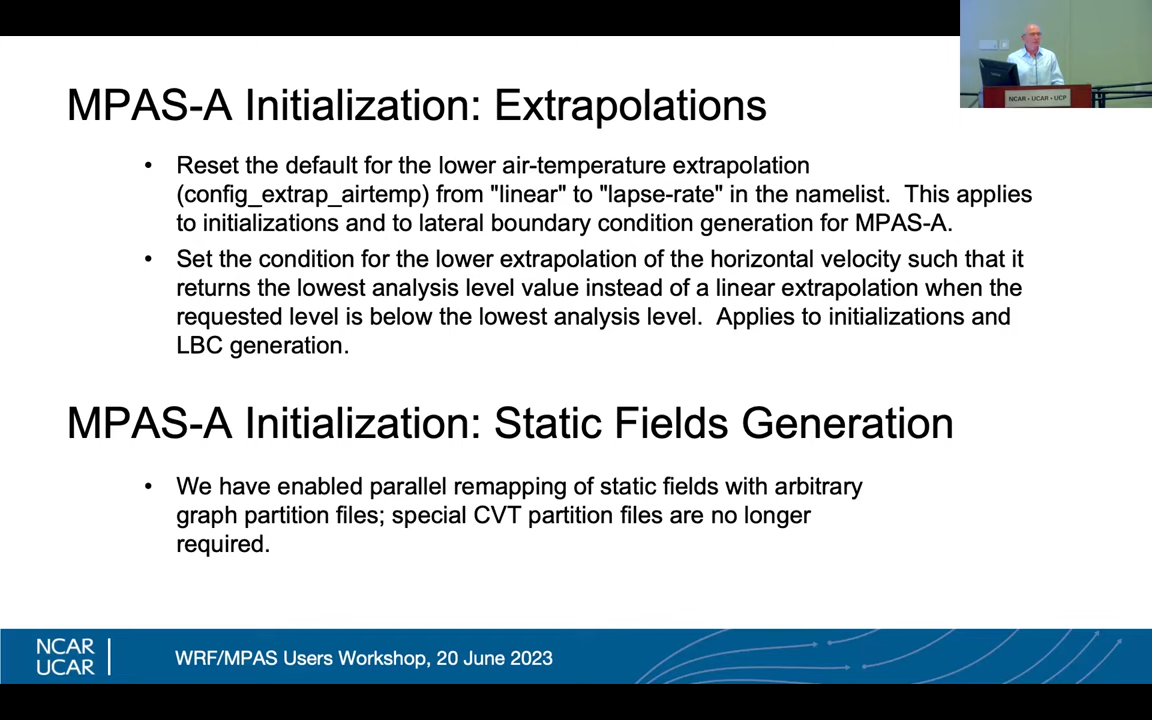 MPAS-A Initialization: Extrapolations
• Reset the default for the lower air-temperature extrapolation
(config_extrap_airtemp) from "linear" to "lapse-rate" in the namelist.  This applies
to initializations and to lateral boundary condition generation for MPAS-A.
• Set the condition for the lower extrapolation of the horizontal velocity such that it
returns the lowest analysis level value instead of a linear extrapolation when the
requested level is below the lowest analysis level.  Applies to initializations and
LBC generation.
MPAS-A Initialization: Static Fields Generation
• We have enabled parallel remapping of static fields with arbitrary
graph partition files; special CVT partition files are no longer
required.
NCAR
UCAR
WRF/MPAS Users Workshop, 20 June 2023
NCAR • UCAR • UCP